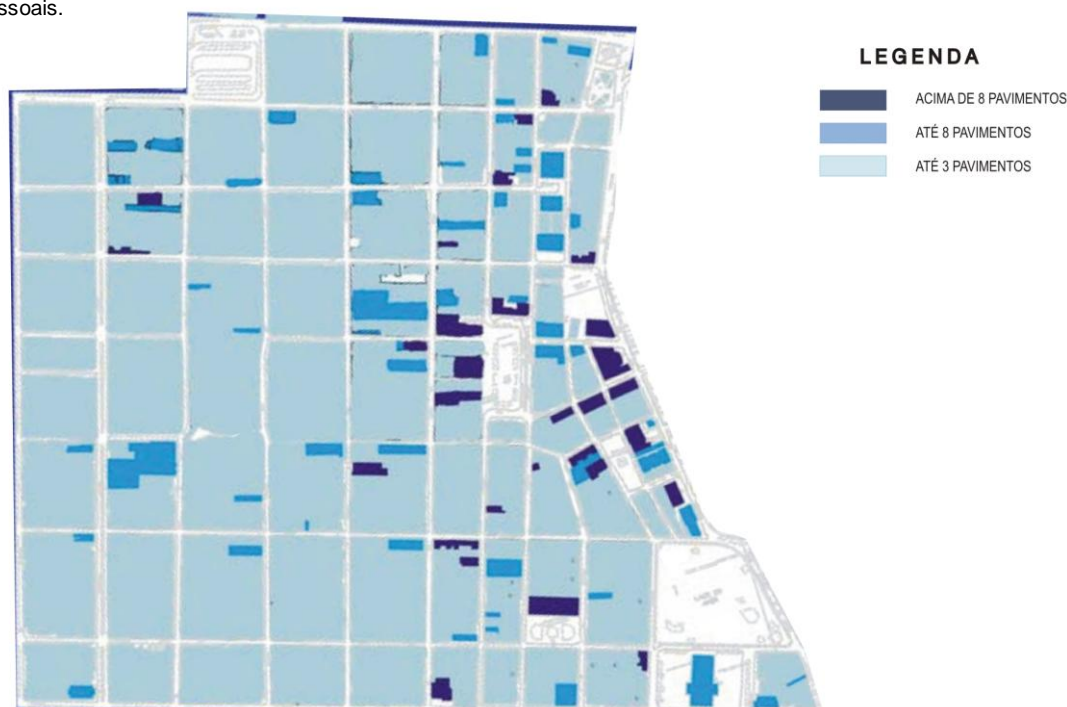 ssoais.
LEGENDA
ACIMA DE 8 PAVIMENTOS
ATÉ 8 PAVIMENTOS
ATÉ 3 PAVIMENTOS